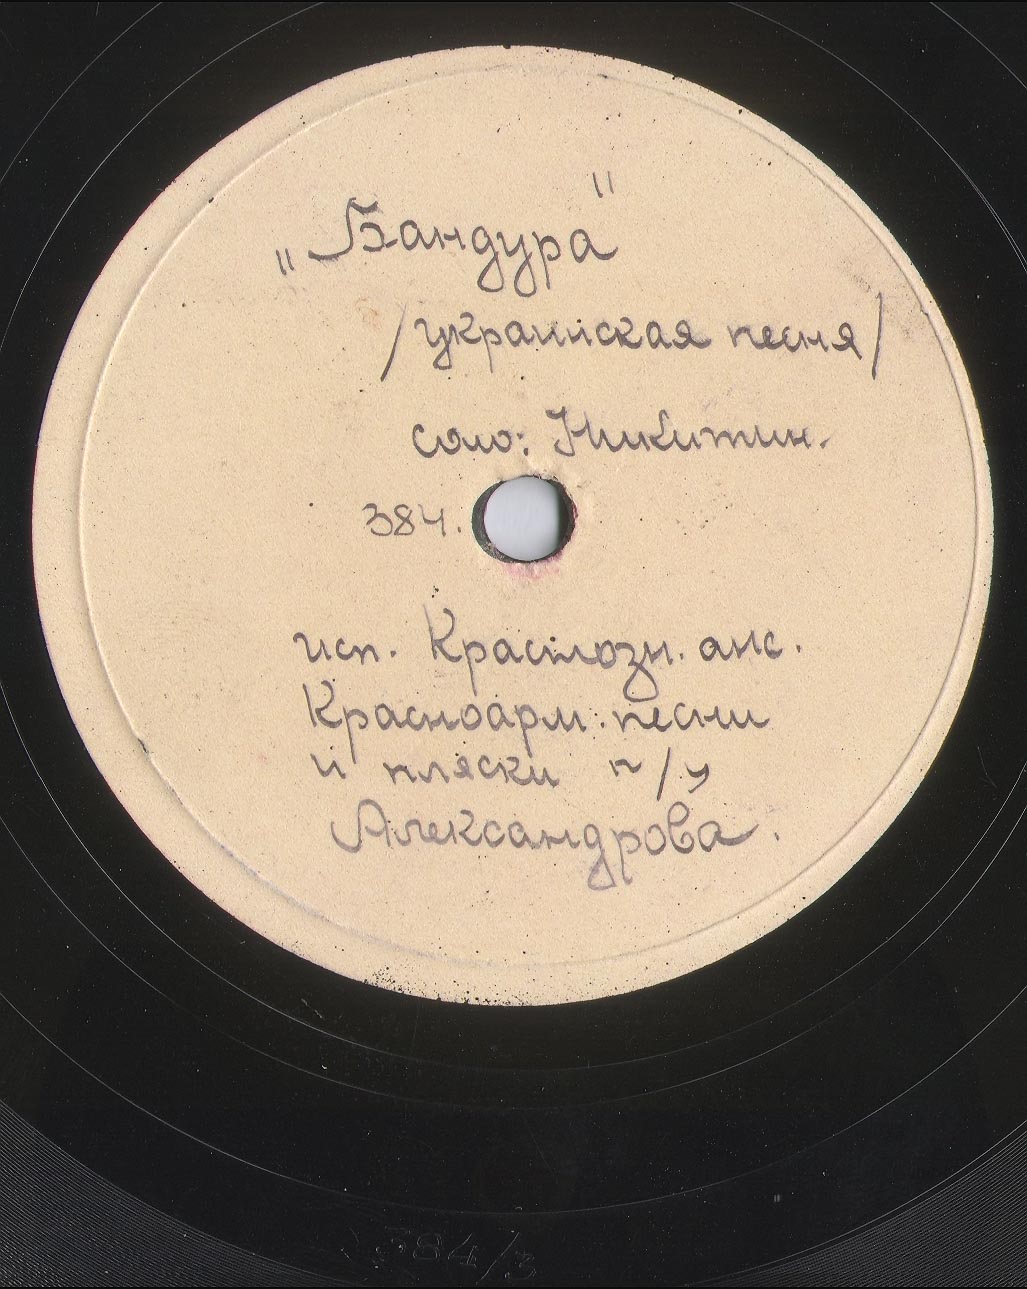 „Бандура"
/украинская песня/
соло: Никитин.
384.
исп. Краснозн. анс.
Красноарм. песни
и пляски п/у
Александрова.
384/3